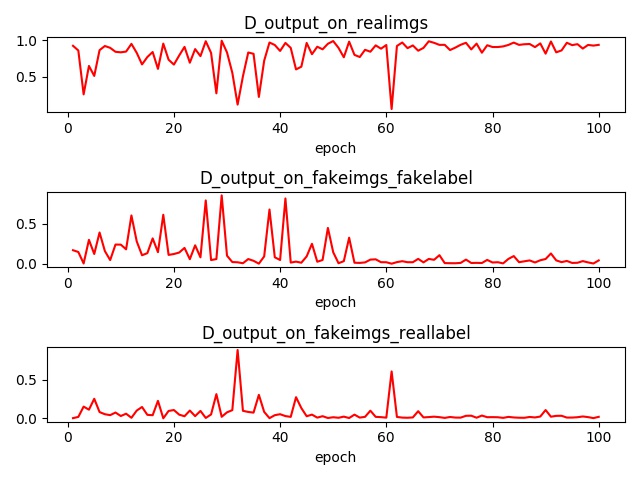 D_output_on_realimgs
1.0
0.5
0 20 40 60 80 100
epoch
D_output_on_fakeimgs_fakelabel
0.5
0.0
0 20 40 60 80 100
epoch
D_output_on_fakeimgs_reallabel
0.5
0.0
0 20 40 60 80 100
epoch